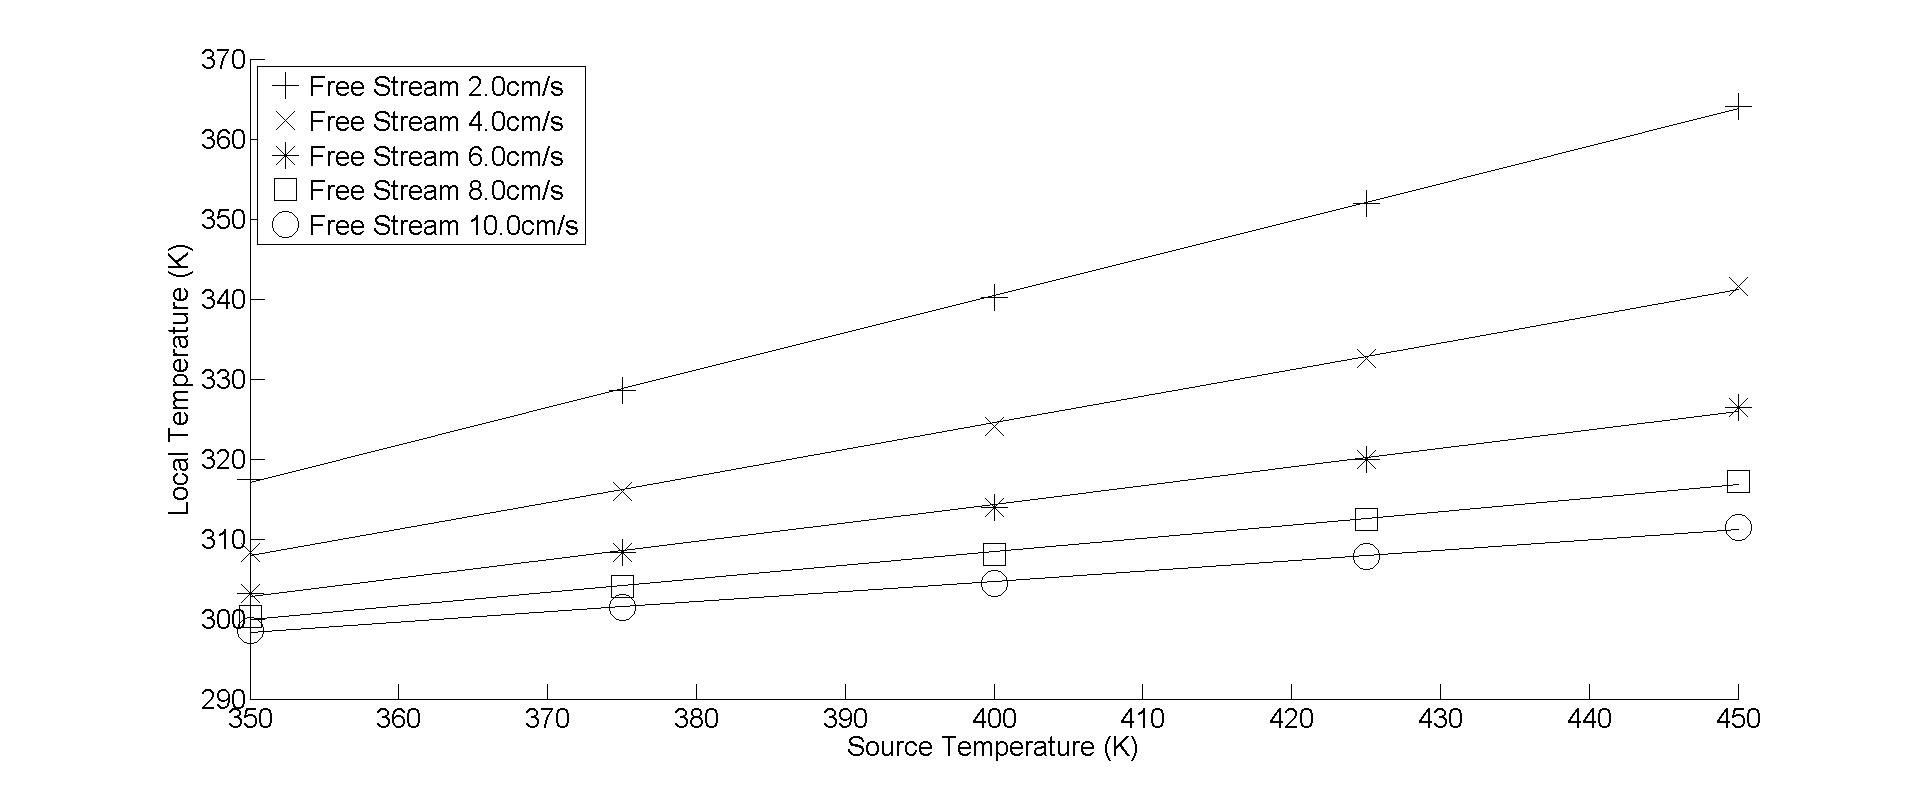 370
360
350
340
330
320
310
300
290
Local Temperature (K)
Free Stream 2.0cm/s
Free Stream 4.0cm/s
Free Stream 6.0cm/s
Free Stream 8.0cm/s
Free Stream 10.0cm/s
350 360 370 380 390 400 410 420 430 440 450
Source Temperature (K)